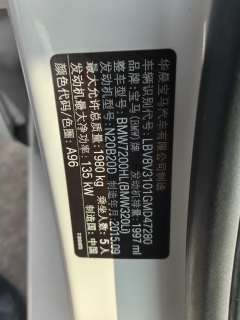 华晨宝马汽车有限公司制造
车辆识别代号: LBV8V3101GMD47280
品牌: 宝马 (BMW) 发动机排量: 1997 ml
整车型号: BMW7200HL(BMW320Li)
发动机型号: N20B20D 制造年月: 2015.09
最大允许总质量: 1980 kg 乘坐人数: 5 人
发动机最大净功率: 135 kW 制造国: 中国
颜色代码/色圈: A96